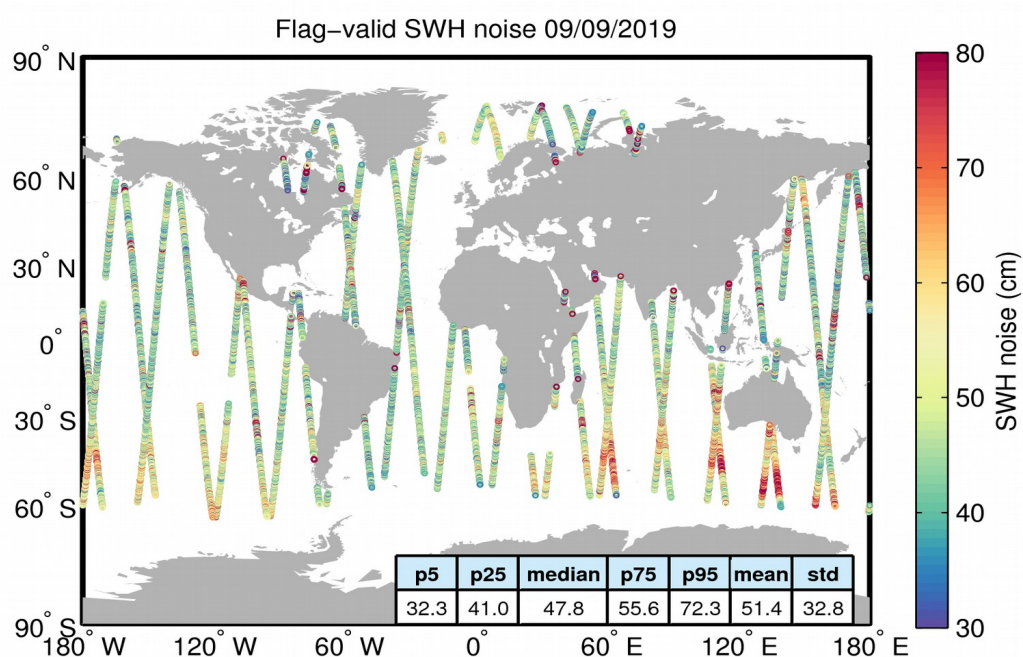 Flag-valid SWH noise 09/09/2019
90° N
60° N
30° N
0°
30° S
60° S
90° S
180° W
120° W
60° W
0°
60° E
120° E
180° E
p5 p25 median p75 p95 mean std
32.3 41.0 47.8 55.6 72.3 51.4 32.8
80
70
60
50
40
30
SWH noise (cm)